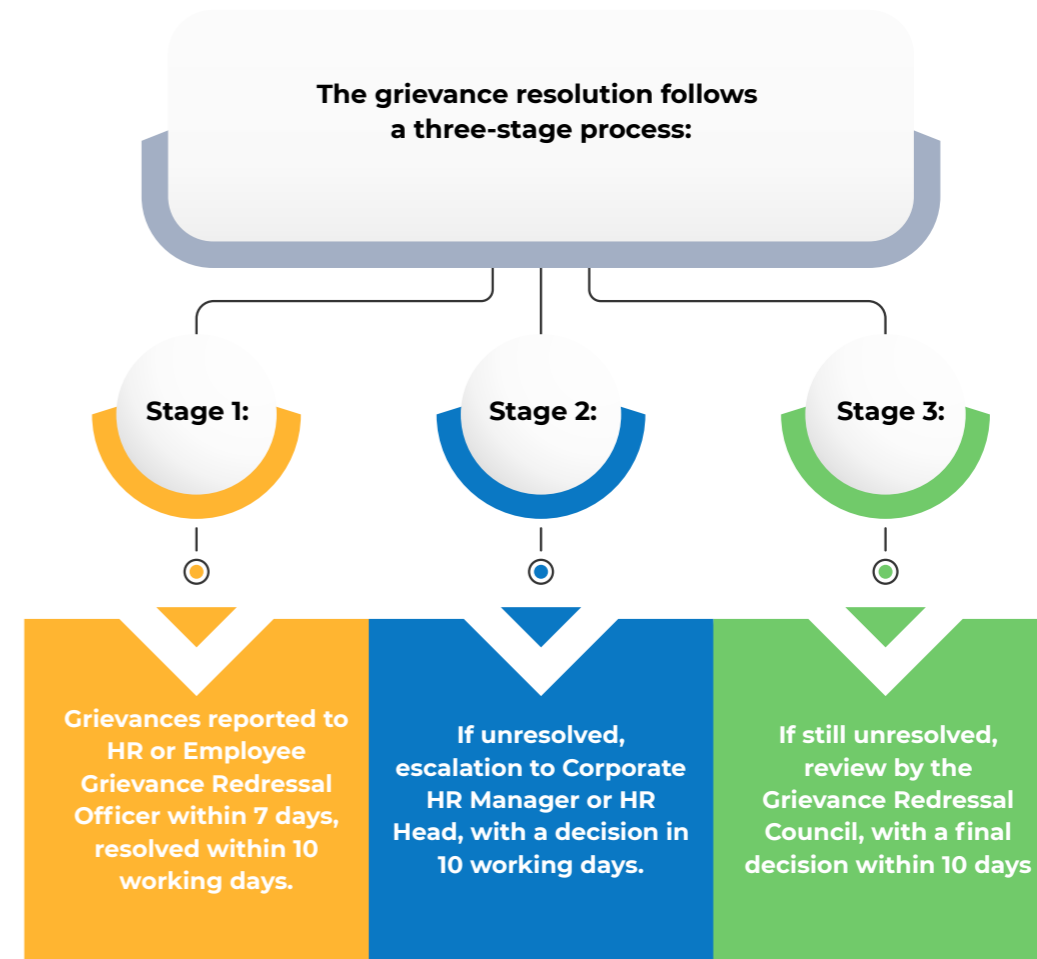 The grievance resolution follows
a three-stage process:
Stage 1:
Grievances reported to
HR or Employee
Grievance Redressal
Officer within 7 days,
resolved within 10
working days.
Stage 2:
If unresolved,
escalation to Corporate
HR Manager or HR
Head, with a decision in
10 working days.
Stage 3:
If still unresolved,
review by the
Grievance Redressal
Council, with a final
decision within 10 days